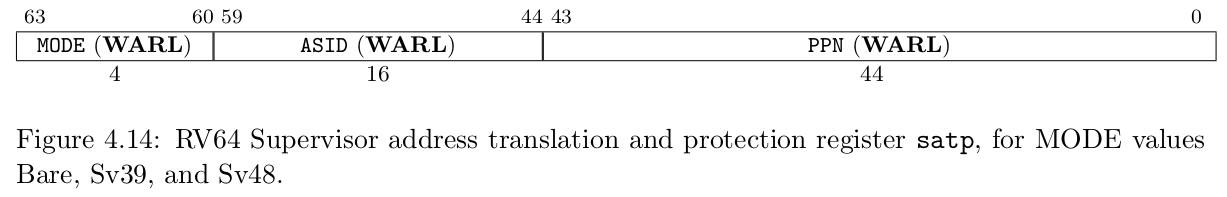 63 60 59 44 43 0
MODE (WARL) ASID (WARL) PPN (WARL)
4 16 44
Figure 4.14: RV64 Supervisor address translation and protection register satp, for MODE values
Bare, Sv39, and Sv48.